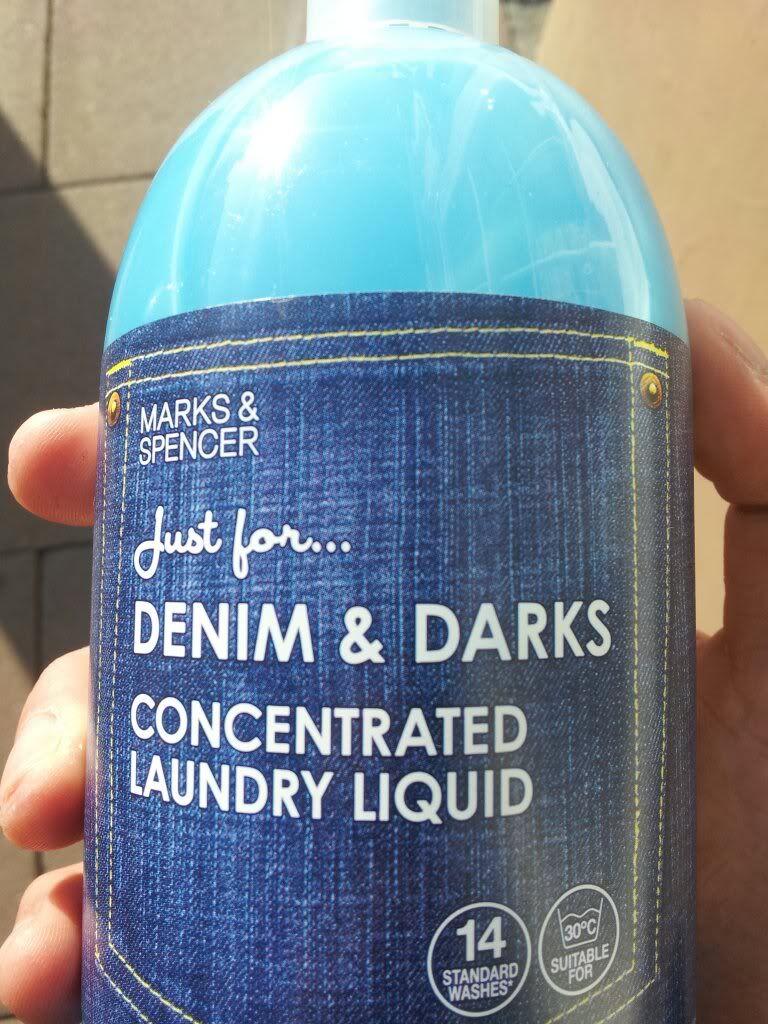 MARKS &
SPENCER
Just for...
DENIM & DARKS
CONCENTRATED
LAUNDRY LIQUID
14
STANDARD
WASHES*
30°C
SUITABLE
FOR